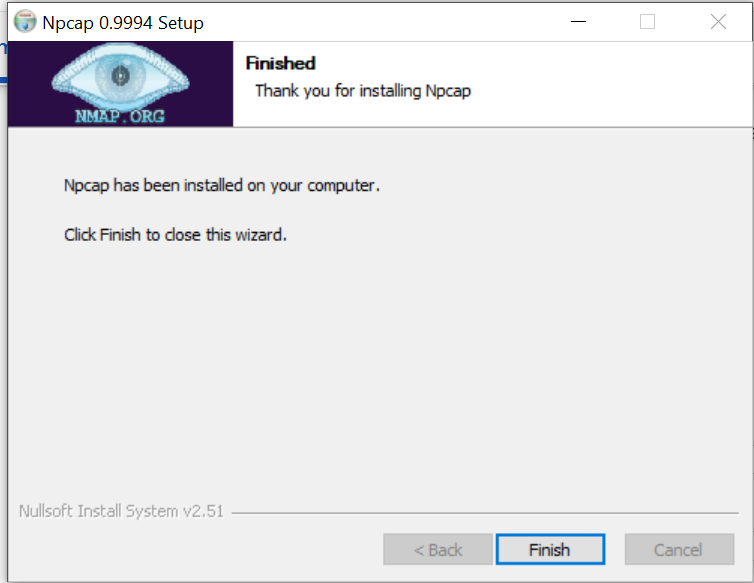 Npcap 0.9994 Setup
Finished
Thank you for installing Npcap
NMAP.ORG
Npcap has been installed on your computer.
Click Finish to close this wizard.
Nullsoft Install System v2.51
< Back
Finish
Cancel